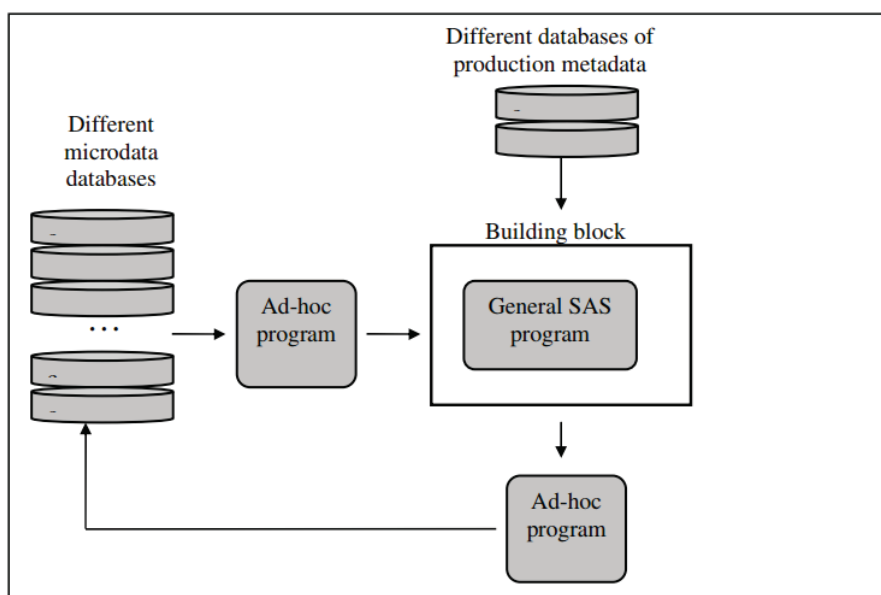 Different databases of
production metadata
Different
microdata
databases
Building block
Ad-hoc
program
General SAS
program
...
Ad-hoc
program